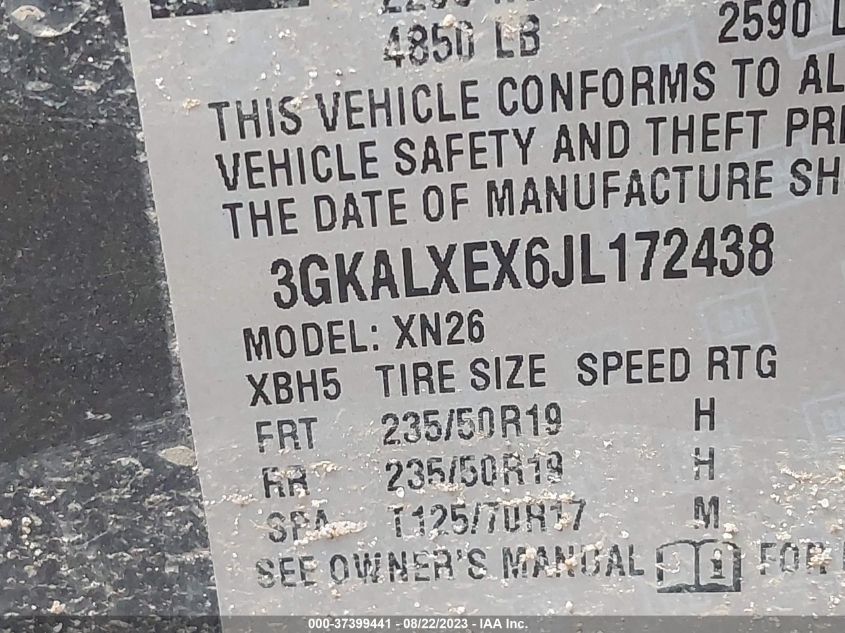 4850 LB 2590 L
THIS VEHICLE CONFORMS TO AL
VEHICLE SAFETY AND THEFT PRE
THE DATE OF MANUFACTURE SH
3GKALXEX6JL172438
MODEL: XN26
XBH5 TIRE SIZE SPEED RTG
FRT 235/50R19 H
RR 235/50R19 H
SPA T125/70R17 M
SEE OWNER'S MANUAL i FOR
000-37399441 - 08/22/2023 - IAA Inc.